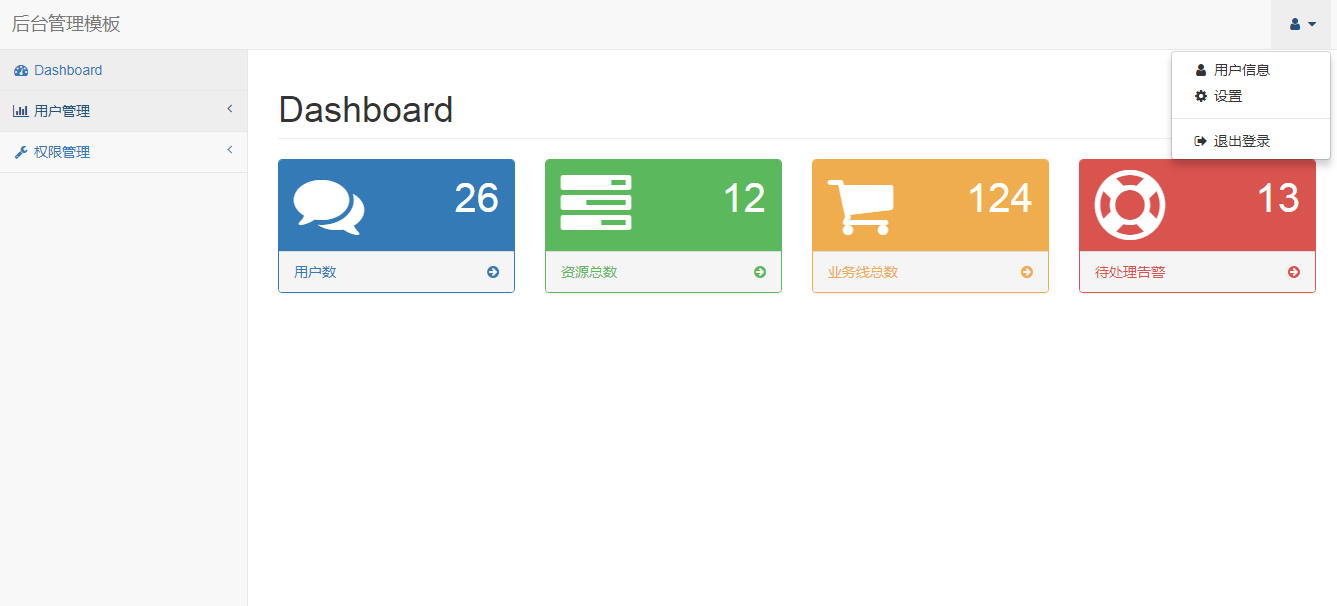 后台管理模板
Dashboard
用户管理
权限管理
用户信息
设置
退出登录
Dashboard
26
用户数
12
资源总数
124
业务线总数
13
待处理告警